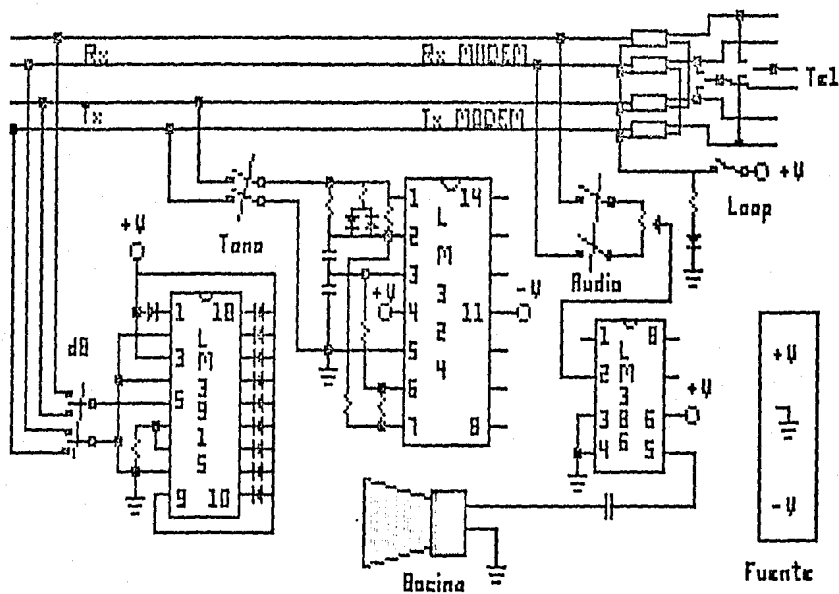 Rx
Rx MODEM
Tel
Tx
Tx MODEM
+V
Loop
Tono
Audio
+V
dB
1 18
L
M
3
3
9
5
1
5
9 10
1 14
L
2
M
3
3
+V
4 2 11
-V
5 4
6
7 8
1 L 8
2 M
3
+V
3 8 6
4 6 5
+V
-V
Fuente
Bocina